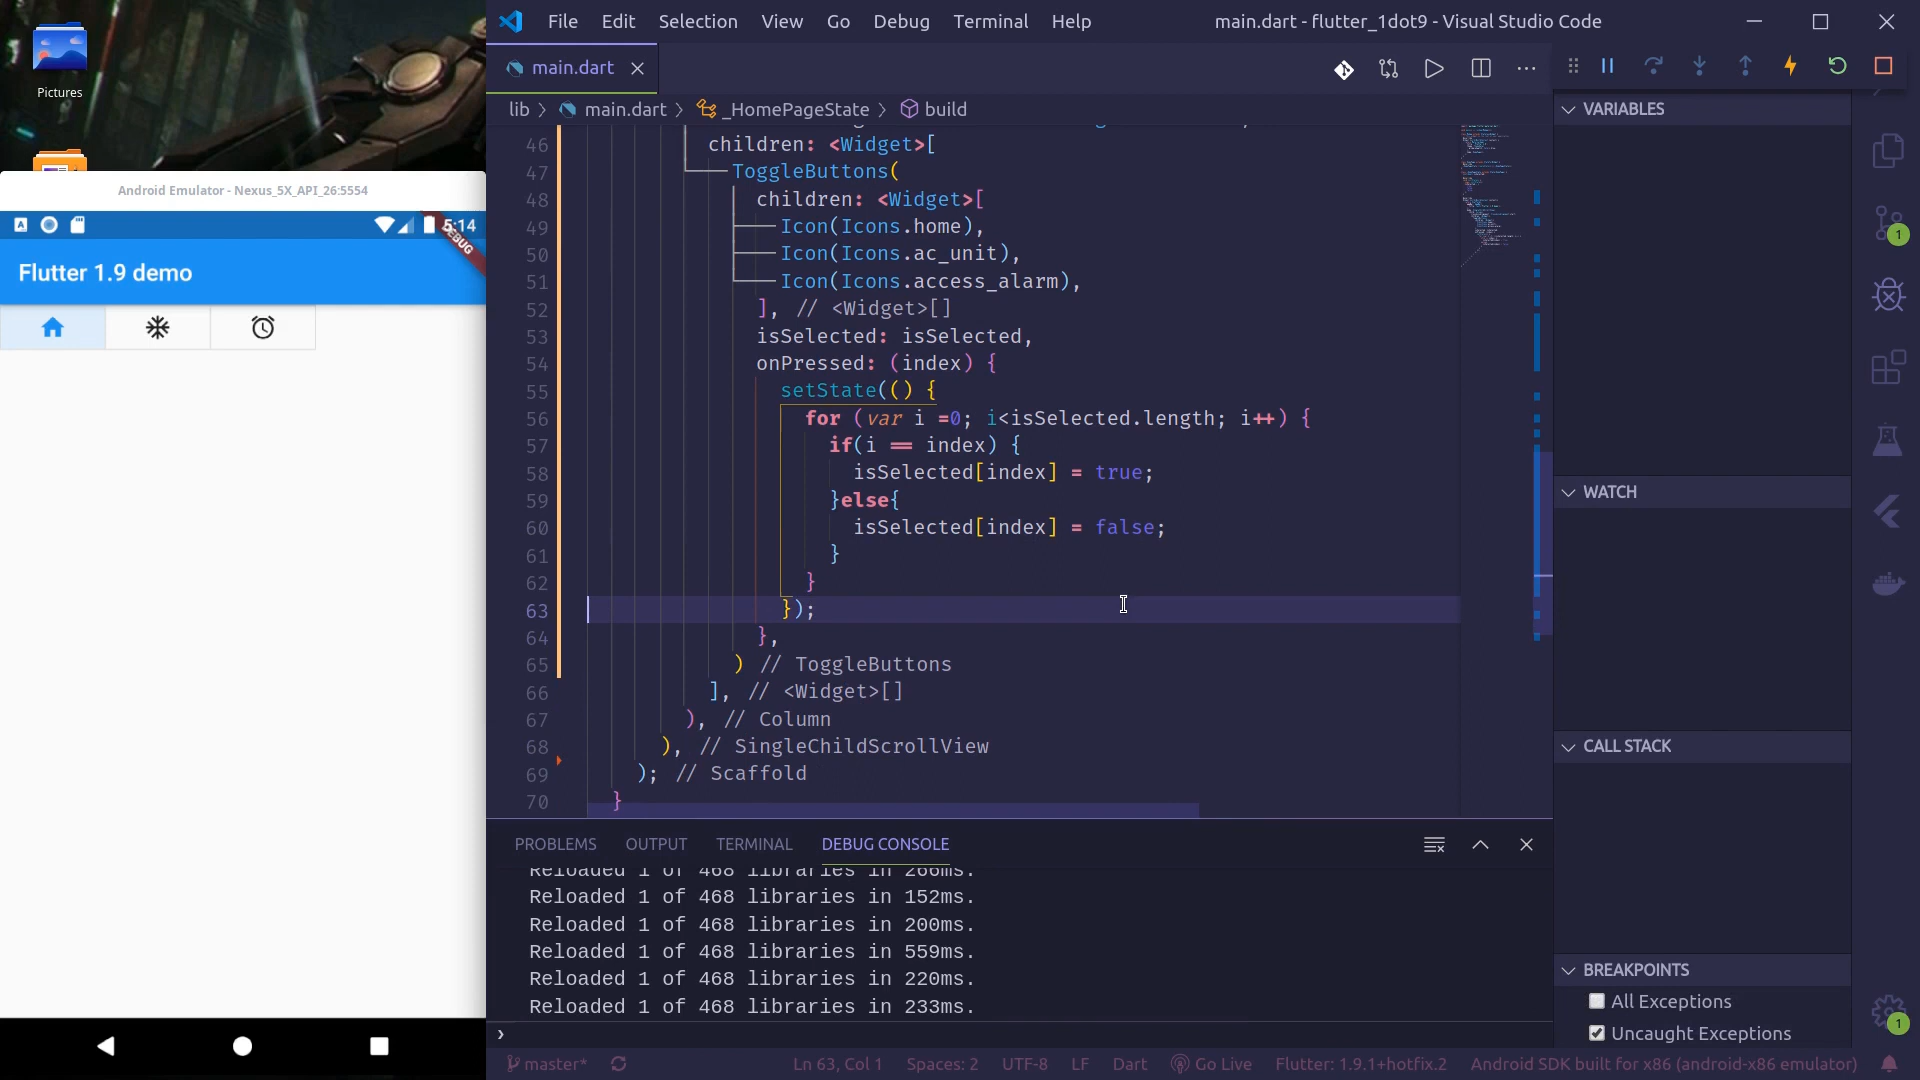 Pictures
Android Emulator - Nexus_5X_API_26:5554
5:14
DEBUG
Flutter 1.9 demo
File Edit Selection View Go Debug Terminal Help
main.dart - flutter_1dot9 - Visual Studio Code
main.dart
lib > main.dart > _HomePageState > build
46 children: <Widget>[
47 ToggleButtons(
48 children: <Widget>[
49 Icon(Icons.home),
50 Icon(Icons.ac_unit),
51 Icon(Icons.access_alarm),
52 ], // <Widget>[]
53 isSelected: isSelected,
54 onPressed: (index) {
55 setState(() {
56 for (var i =0; i<isSelected.length; i++) {
57 if(i == index) {
58 isSelected[index] = true;
59 }else{
60 isSelected[index] = false;
61 }
62 }
63 });
64 },
65 ) // ToggleButtons
66 ], // <Widget>[]
67 ), // Column
68 ), // SingleChildScrollView
69 ); // Scaffold
70 }
PROBLEMS OUTPUT TERMINAL DEBUG CONSOLE
Reloaded 1 of 468 libraries in 266ms.
Reloaded 1 of 468 libraries in 152ms.
Reloaded 1 of 468 libraries in 200ms.
Reloaded 1 of 468 libraries in 559ms.
Reloaded 1 of 468 libraries in 220ms.
Reloaded 1 of 468 libraries in 233ms.
VARIABLES
WATCH
CALL STACK
BREAKPOINTS
All Exceptions
Uncaught Exceptions
1
1
master* Ln 63, Col 1 Spaces: 2 UTF-8 LF Dart Go Live Flutter: 1.9.1+hotfix.2 Android SDK built for x86 (android-x86 emulator)